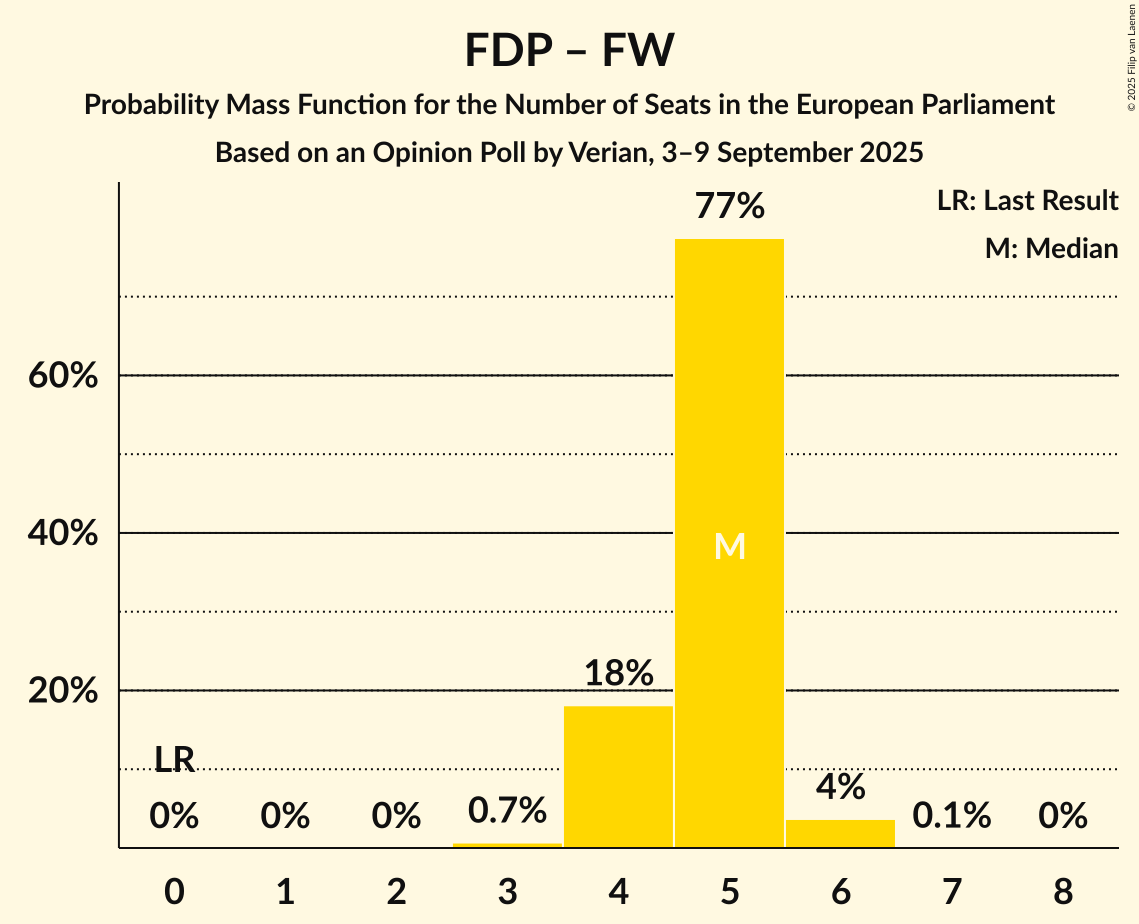 FDP – FW
Probability Mass Function for the Number of Seats in the European Parliament
Based on an Opinion Poll by Verian, 3–9 September 2025
© 2025 Filip van Laenen
LR: Last Result
M: Median
77%
60%
40%
M
18%
20%
LR
0%
0%
0%
0.7%
4%
0.1%
0%
0
1
2
3
4
5
6
7
8